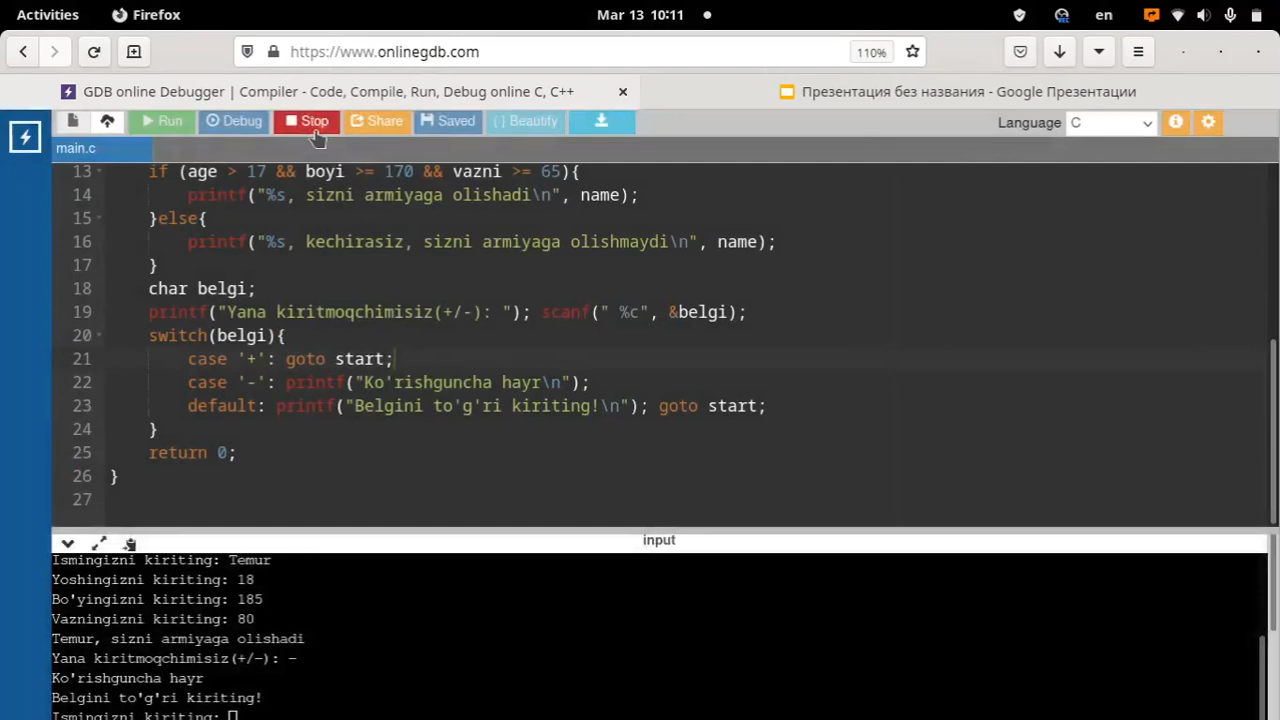 Activities Firefox Mar 13 10:11 en
https://www.onlinegdb.com 110%
GDB online Debugger | Compiler - Code, Compile, Run, Debug online C, C++ Презентация без названия - Google Презентации
Run Debug Stop Share Saved { } Beautify Language C
main.c
13 if (age > 17 && boyi >= 170 && vazni >= 65){
14 printf("%s, sizni armiyaga olishadi\n", name);
15 }else{
16 printf("%s, kechirasiz, sizni armiyaga olishmaydi\n", name);
17 }
18 char belgi;
19 printf("Yana kiritmoqchimisiz(+/-): "); scanf(" %c", &belgi);
20 switch(belgi){
21 case '+': goto start;
22 case '-': printf("Ko'rishguncha hayr\n");
23 default: printf("Belgini to'g'ri kiriting!\n"); goto start;
24 }
25 return 0;
26 }
27
input
Ismingizni kiriting: Temur
Yoshingizni kiriting: 18
Bo'yingizni kiriting: 185
Vazningizni kiriting: 80
Temur, sizni armiyaga olishadi
Yana kiritmoqchimisiz(+/-): -
Ko'rishguncha hayr
Belgini to'g'ri kiriting!
Ismingizni kiriting: